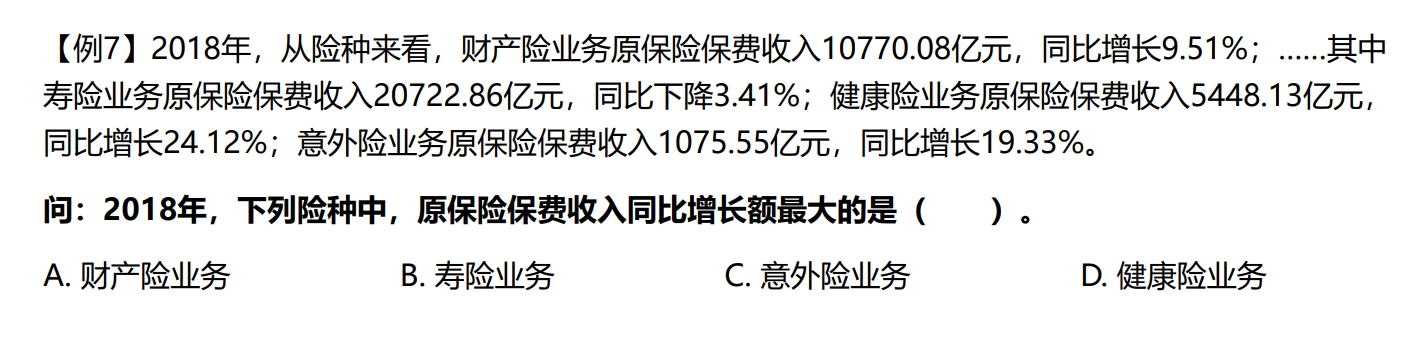 【例7】2018年，从险种来看，财产险业务原保险保费收入10770.08亿元，同比增长9.51%；......其中
寿险业务原保险保费收入20722.86亿元，同比下降3.41%；健康险业务原保险保费收入5448.13亿元，
同比增长24.12%；意外险业务原保险保费收入1075.55亿元，同比增长19.33%。
问：2018年，下列险种中，原保险保费收入同比增长额最大的是（　　）。
A. 财产险业务　B. 寿险业务　C. 意外险业务　D. 健康险业务